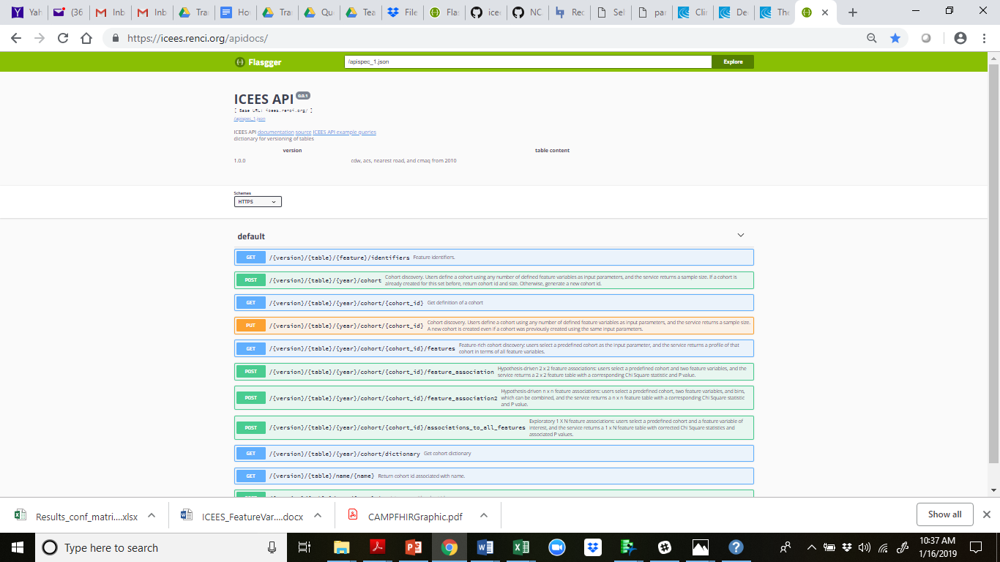 Yah
(36
Inb
Inb
Tra
Ho
Tra
Qu
Tea
File
Fla
ice
NC
Rec
Sel
pa
Cli
De
The
https://icees.renci.org/apidocs/
Flasgger
/apispec_1.json
Explore
ICEES API 0.0.1
[ Base URL: icees.renci.org/ ]
/apispec_1.json
ICEES API documentation source ICEES API example queries
dictionary for versioning of tables
version table content
1.0.0 cdw, acs, nearest road, and cmaq from 2010
Schemes
HTTPS
default
GET /{version}/{table}/{feature}/identifiers Feature identifiers.
POST /{version}/{table}/{year}/cohort Cohort discovery. Users define a cohort using any number of defined feature variables as input parameters, and the service returns a sample size. If a cohort is
already created for this set before, return cohort id and size. Otherwise, generate a new cohort id.
GET /{version}/{table}/{year}/cohort/{cohort_id} Get definition of a cohort
PUT /{version}/{table}/{year}/cohort/{cohort_id} Cohort discovery. Users define a cohort using any number of defined feature variables as input parameters, and the service returns a sample size.
A new cohort is created even if a cohort was previously created using the same input parameters.
GET /{version}/{table}/{year}/cohort/{cohort_id}/features Feature-rich cohort discovery: users select a predefined cohort as the input parameter, and the service returns a profile of that
cohort in terms of all feature variables.
POST /{version}/{table}/{year}/cohort/{cohort_id}/feature_association Hypothesis-driven 2 x 2 feature associations: users select a predefined cohort and two feature variables, and the
service returns a 2 x 2 feature table with a corresponding Chi Square statistic and P value.
POST /{version}/{table}/{year}/cohort/{cohort_id}/feature_association2 Hypothesis-driven n x n feature associations: users select a predefined cohort, two feature variables, and bins,
which can be combined, and the service returns a n x n feature table with a corresponding Chi Square statistic
and P value.
POST /{version}/{table}/{year}/cohort/{cohort_id}/associations_to_all_features Exploratory 1 X N feature associations: users select a predefined cohort and a feature variable of
interest, and the service returns a 1 x N feature table with corrected Chi Square statistics and
associated P values.
GET /{version}/{table}/{year}/cohort/dictionary Get cohort dictionary
GET /{version}/{table}/name/{name} Return cohort id associated with name.
Results_conf_matri....xlsx
ICEES_FeatureVar....docx
CAMPFHIRGraphic.pdf
Show all
Type here to search
10:37 AM
1/16/2019